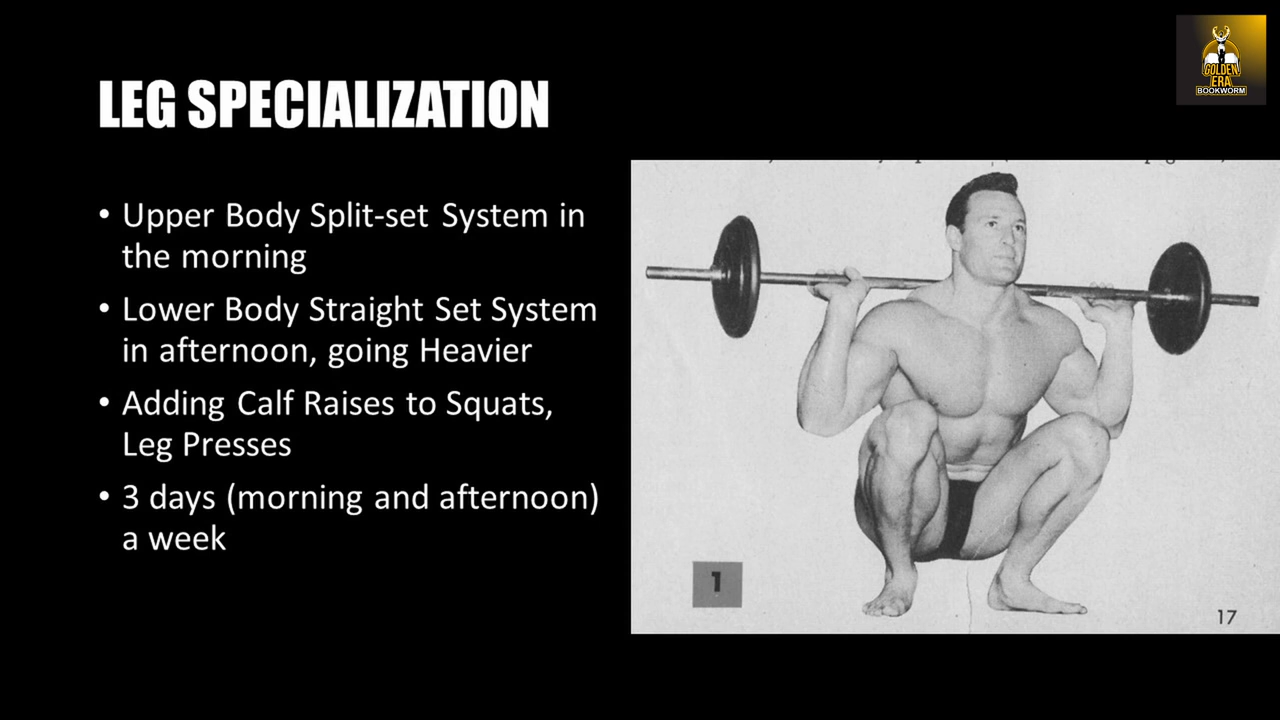 LEG SPECIALIZATION
• Upper Body Split-set System in
the morning
• Lower Body Straight Set System
in afternoon, going Heavier
• Adding Calf Raises to Squats,
Leg Presses
• 3 days (morning and afternoon)
a week
GOLDEN
ERA
BOOKWORM
1
17